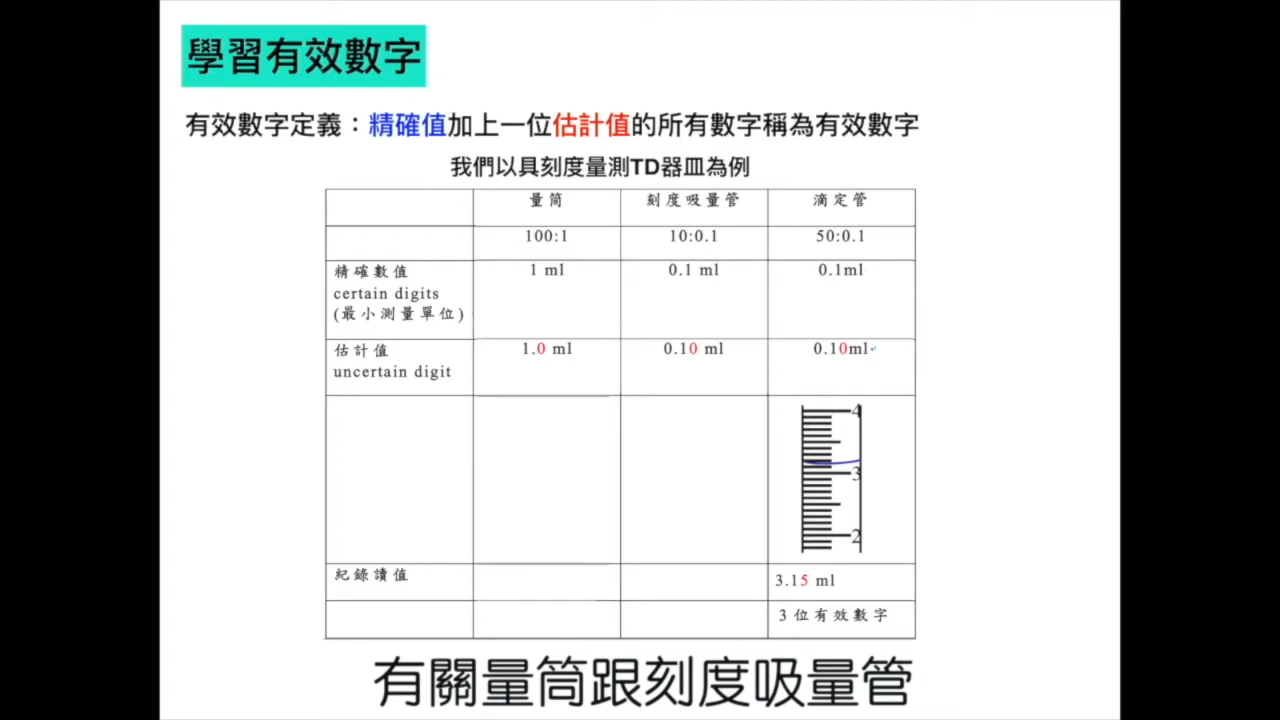 學習有效數字
有效數字定義：精確值加上一位估計值的所有數字稱為有效數字
我們以具刻度量測TD器皿為例
量筒 刻度吸量管 滴定管
100:1 10:0.1 50:0.1
精確數值 1 ml 0.1 ml 0.1ml
certain digits
(最小測量單位)
估計值 1.0 ml 0.10 ml 0.10ml
uncertain digit
4
3
2
紀錄讀值 3.15 ml
3 位有效數字
有關量筒跟刻度吸量管